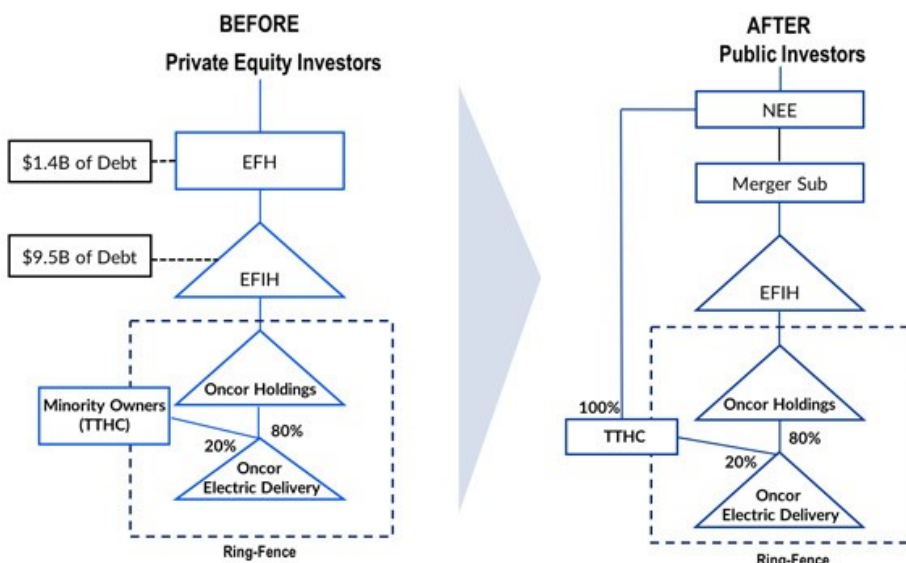 BEFORE
Private Equity Investors
$1.4B of Debt
EFH
$9.5B of Debt
EFIH
Oncor Holdings
Minority Owners
(TTHC)
80%
20%
Oncor
Electric Delivery
Ring-Fence
AFTER
Public Investors
NEE
Merger Sub
EFIH
Oncor Holdings
100%
TTHC
80%
20%
Oncor
Electric Delivery
Ring-Fence